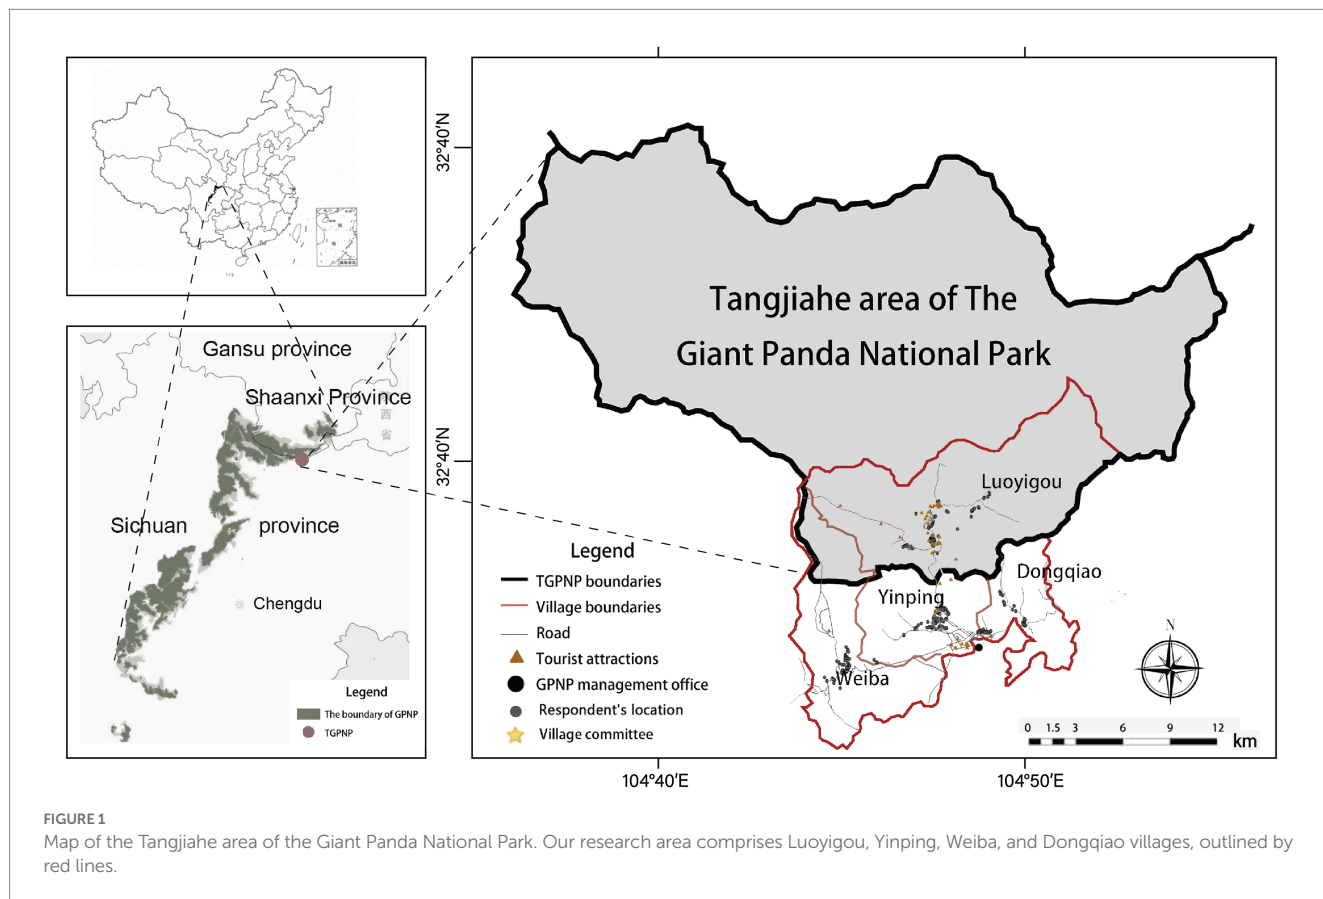 Gansu province
Shaanxi Province
西
省
Sichuan province
Chengdu
Legend
The boundary of GPNP
TGPNP
32°40′N
32°40′N
Tangjiahe area of The
Giant Panda National Park
Luoyigou
Dongqiao
Yinping
Weiba
Legend
TGPNP boundaries
Village boundaries
Road
Tourist attractions
GPNP management office
Respondent's location
Village committee
N
0 1.5 3 6 9 12
km
104°40′E
104°50′E
FIGURE 1
Map of the Tangjiahe area of the Giant Panda National Park. Our research area comprises Luoyigou, Yinping, Weiba, and Dongqiao villages, outlined by
red lines.